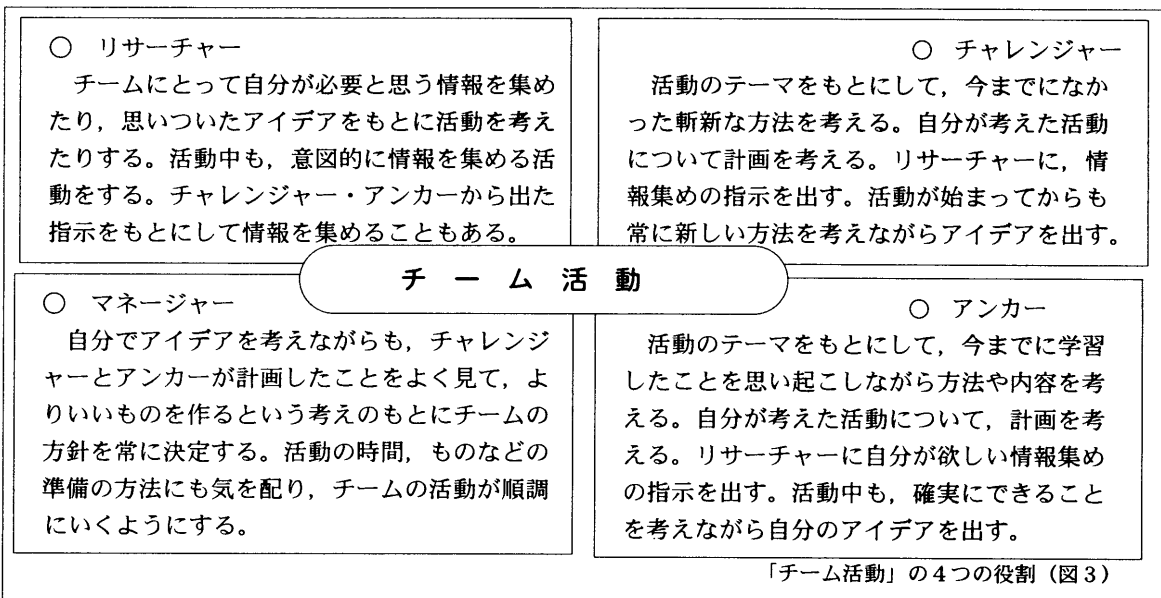 ○ リサーチャー
チームにとって自分が必要と思う情報を集め
たり，思いついたアイデアをもとに活動を考え
たりする。活動中も，意図的に情報を集める活
動をする。チャレンジャー・アンカーから出た
指示をもとにして情報を集めることもある。
○ チャレンジャー
活動のテーマをもとにして，今までになか
った斬新な方法を考える。自分が考えた活動
について計画を考える。リサーチャーに，情
報集めの指示を出す。活動が始まってからも
常に新しい方法を考えながらアイデアを出す。
チーム活動
○ マネージャー
自分でアイデアを考えながらも，チャレンジ
ャーとアンカーが計画したことをよく見て，よ
りいいものを作るという考えのもとにチームの
方針を常に決定する。活動の時間，ものなどの
準備の方法にも気を配り，チームの活動が順調
にいくようにする。
○ アンカー
活動のテーマをもとにして，今までに学習
したことを思い起こしながら方法や内容を考
える。自分が考えた活動について，計画を考
える。リサーチャーに自分が欲しい情報集め
の指示を出す。活動中も，確実にできること
を考えながら自分のアイデアを出す。
「チーム活動」の４つの役割（図３）